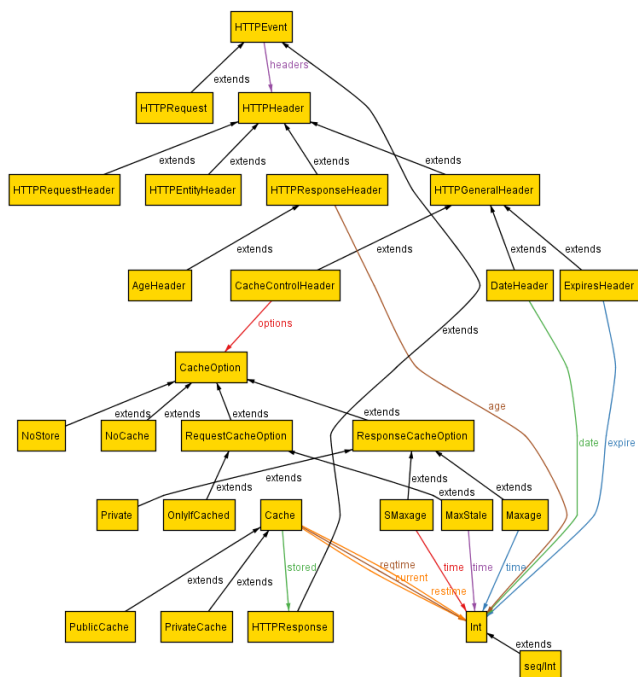 HTTPEvent
headers
extends
HTTPRequest
HTTPHeader
extends
extends
extends
extends
HTTPRequestHeader
HTTPEntityHeader
HTTPResponseHeader
HTTPGeneralHeader
extends
extends
extends
extends
AgeHeader
CacheControlHeader
DateHeader
ExpiresHeader
options
extends
CacheOption
age
extends
extends
extends
extends
NoStore
NoCache
RequestCacheOption
ResponseCacheOption
date
expire
extends
extends
extends
extends
extends
Private
OnlyIfCached
Cache
SMaxage
MaxStale
Maxage
extends
extends
stored
reqtime
current
restime
time
time
time
PublicCache
PrivateCache
HTTPResponse
Int
extends
seq/Int